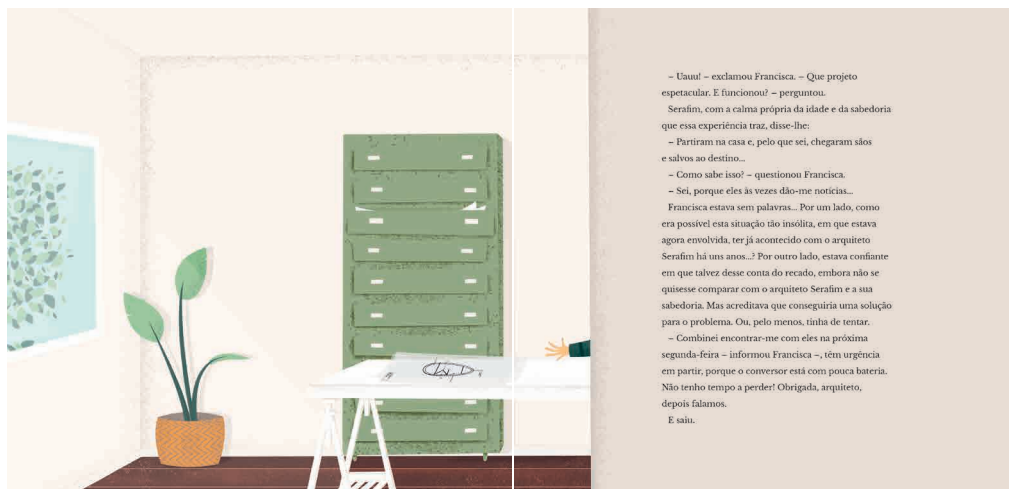 – Uauu! – exclamou Francisca. – Que projeto
espetacular. E funcionou? – perguntou.
Serafim, com a calma própria da idade e da sabedoria
que essa experiência traz, disse-lhe:
– Partiram na casa e, pelo que sei, chegaram sãos
e salvos ao destino...
– Como sabe isso? – questionou Francisca.
– Sei, porque eles às vezes dão-me notícias...
Francisca estava sem palavras... Por um lado, como
era possível esta situação tão insólita, em que estava
agora envolvida, ter já acontecido com o arquiteto
Serafim há uns anos...? Por outro lado, estava confiante
em que talvez desse conta do recado, embora não se
quisesse comparar com o arquiteto Serafim e a sua
sabedoria. Mas acreditava que conseguiria uma solução
para o problema. Ou, pelo menos, tinha de tentar.
– Combinei encontrar-me com eles na próxima
segunda-feira – informou Francisca –, têm urgência
em partir, porque o conversor está com pouca bateria.
Não tenho tempo a perder! Obrigada, arquiteto,
depois falamos.
E saiu.